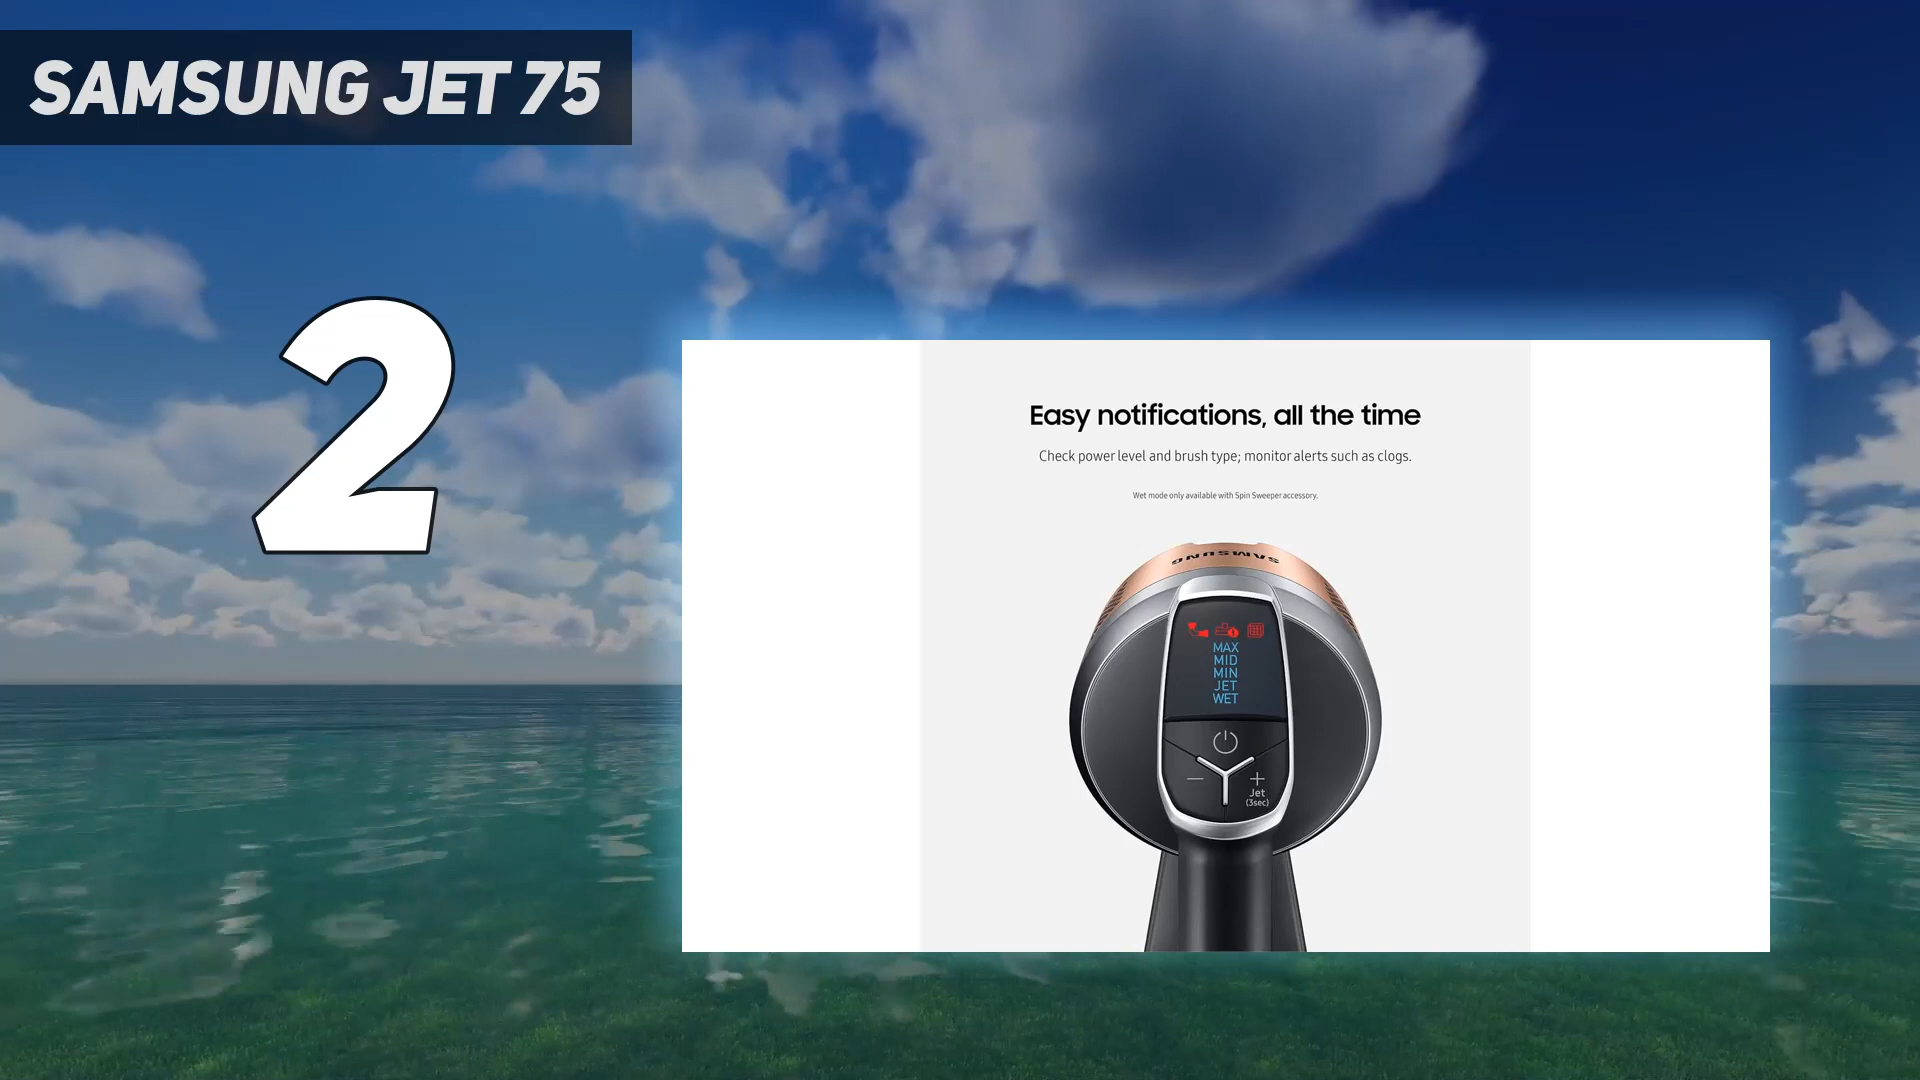 SAMSUNG JET 75
2
Easy notifications, all the time
Check power level and brush type; monitor alerts such as clogs.
Wet mode only available with Spin Sweeper accessory.
SAMSUNG
MAX
MID
MIN
JET
WET
Jet
(3sec)